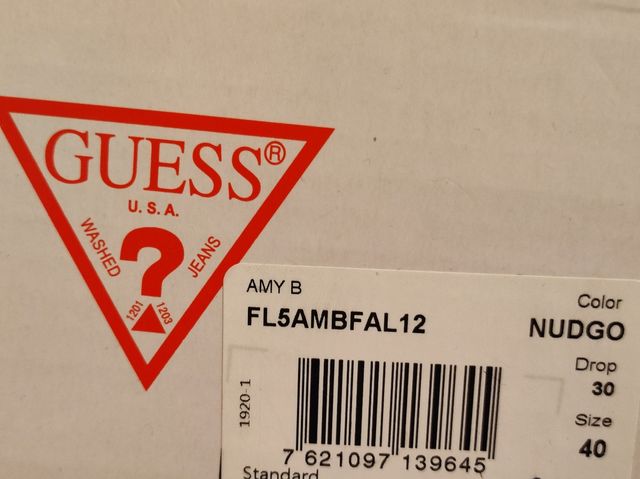 GUESS®
U.S.A.
WASHED
?
JEANS
1201
1203
AMY B
FL5AMBFAL12
Color
NUDGO
Drop
30
Size
40
1920-1
7 621097 139645
Standard